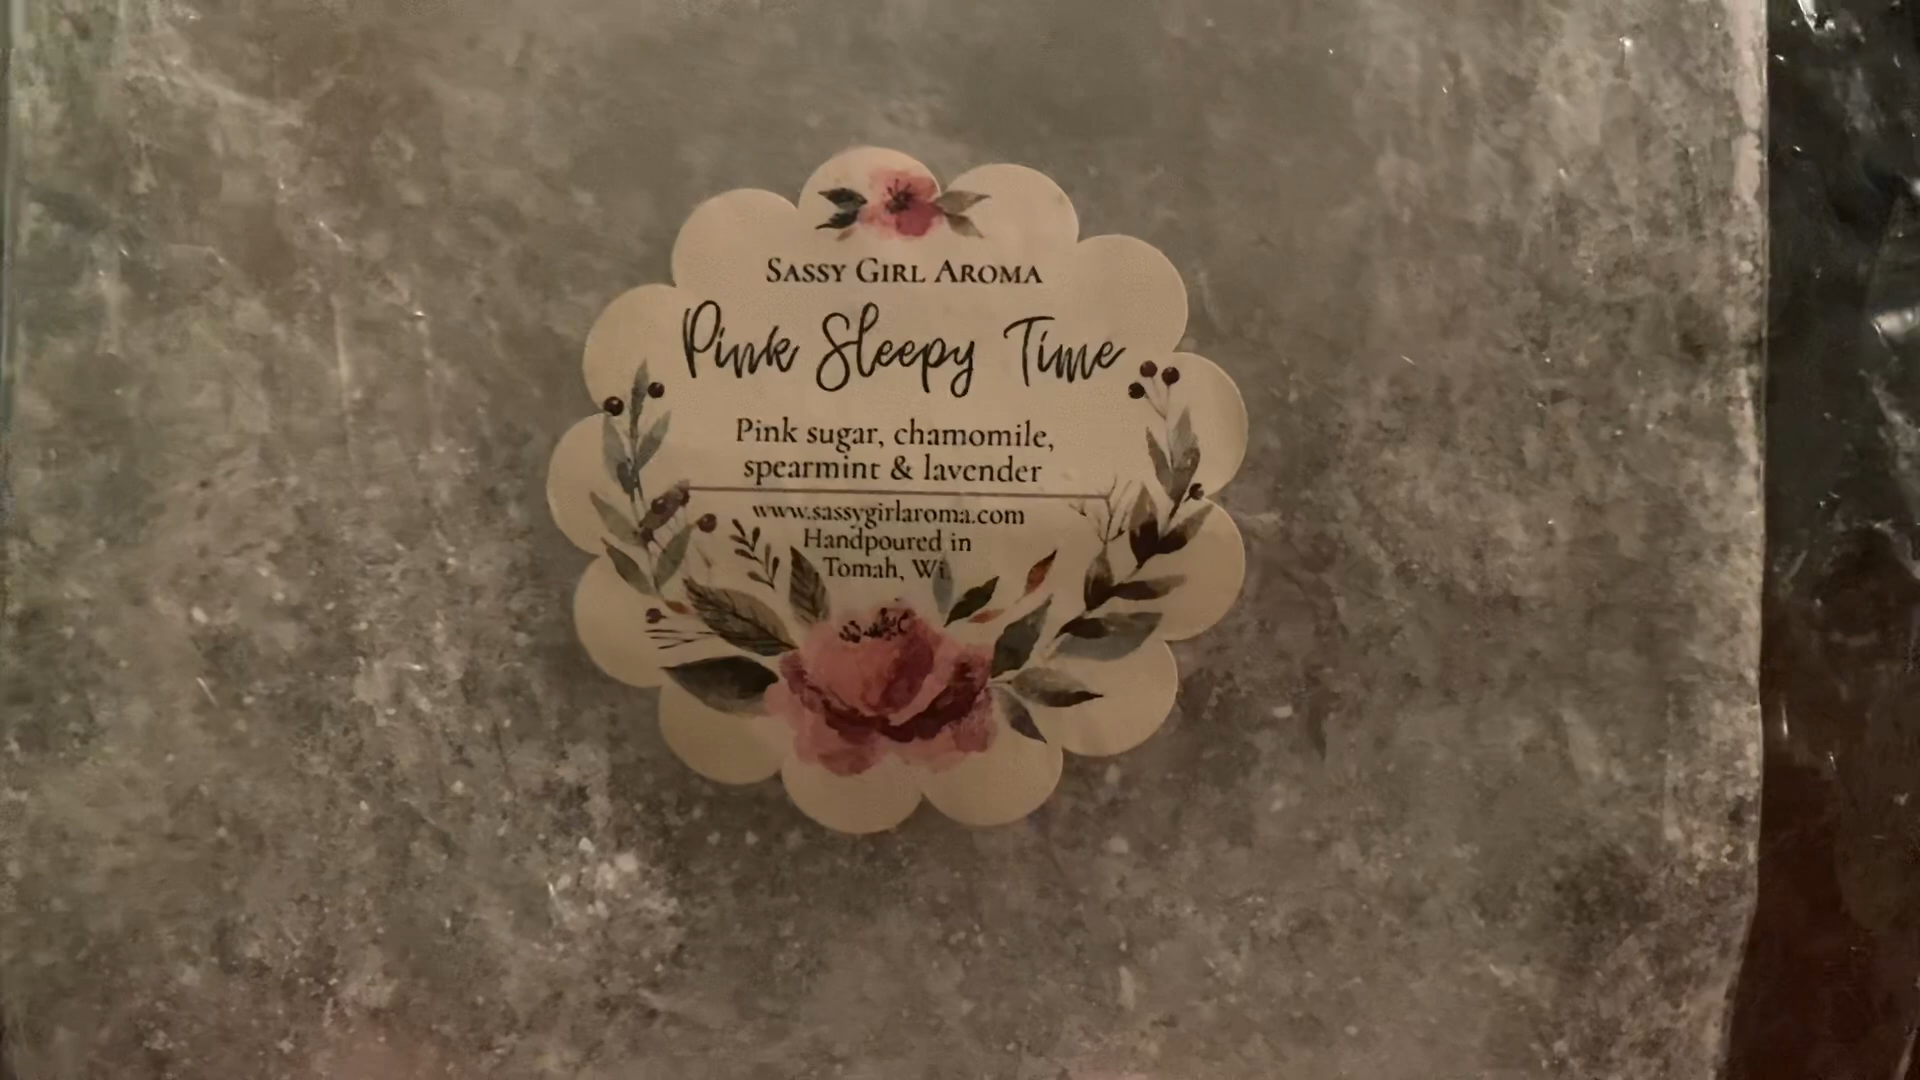 Sassy Girl Aroma
Pink Sleepy Time
Pink sugar, chamomile,
spearmint & lavender
www.sassygirlaroma.com
Handpoured in
Tomah, Wi